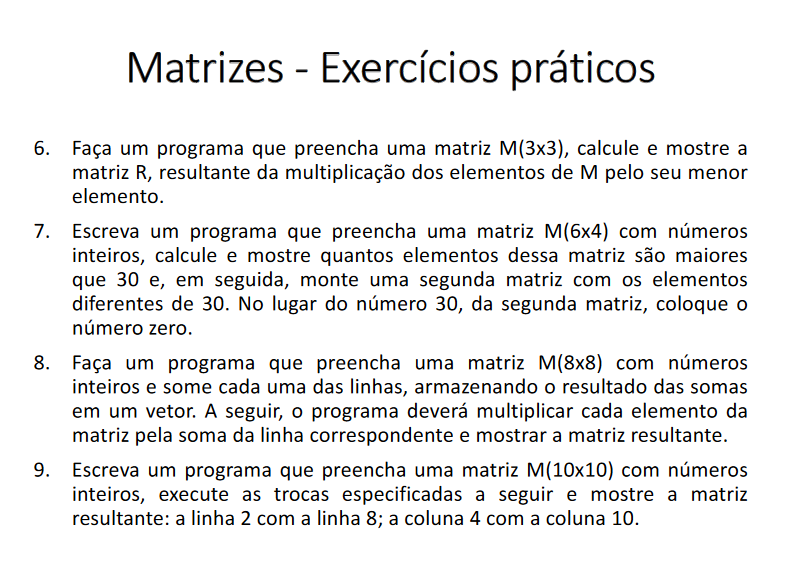 Matrizes - Exercícios práticos
6. Faça um programa que preencha uma matriz M(3x3), calcule e mostre a
matriz R, resultante da multiplicação dos elementos de M pelo seu menor
elemento.
7. Escreva um programa que preencha uma matriz M(6x4) com números
inteiros, calcule e mostre quantos elementos dessa matriz são maiores
que 30 e, em seguida, monte uma segunda matriz com os elementos
diferentes de 30. No lugar do número 30, da segunda matriz, coloque o
número zero.
8. Faça um programa que preencha uma matriz M(8x8) com números
inteiros e some cada uma das linhas, armazenando o resultado das somas
em um vetor. A seguir, o programa deverá multiplicar cada elemento da
matriz pela soma da linha correspondente e mostrar a matriz resultante.
9. Escreva um programa que preencha uma matriz M(10x10) com números
inteiros, execute as trocas especificadas a seguir e mostre a matriz
resultante: a linha 2 com a linha 8; a coluna 4 com a coluna 10.